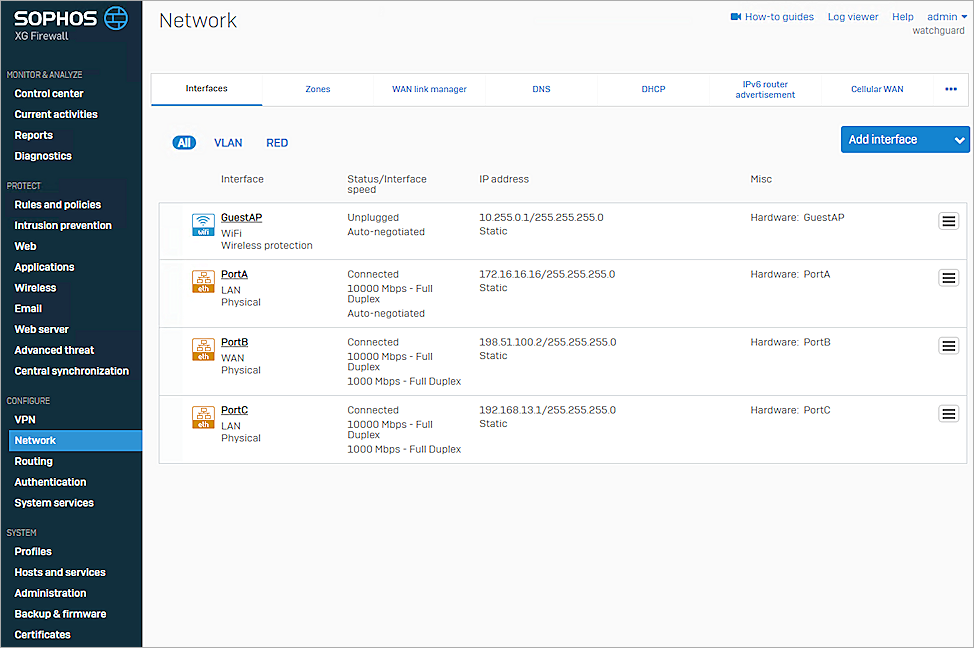 SOPHOS
XG Firewall
MONITOR & ANALYZE
Control center
Current activities
Reports
Diagnostics
PROTECT
Rules and policies
Intrusion prevention
Web
Applications
Wireless
Email
Web server
Advanced threat
Central synchronization
CONFIGURE
VPN
Network
Routing
Authentication
System services
SYSTEM
Profiles
Hosts and services
Administration
Backup & firmware
Certificates
Network
How-to guides Log viewer Help admin
watchguard
Interfaces Zones WAN link manager DNS DHCP IPv6 router advertisement Cellular WAN •••
All VLAN RED
Add interface
Interface Status/Interface speed IP address Misc
GuestAP Unplugged 10.255.0.1/255.255.255.0 Hardware: GuestAP
WiFi Auto-negotiated Static
wifi Wireless protection
PortA Connected 172.16.16.16/255.255.255.0 Hardware: PortA
eth LAN 10000 Mbps - Full Static
Physical Duplex
Auto-negotiated
PortB Connected 198.51.100.2/255.255.255.0 Hardware: PortB
eth WAN 10000 Mbps - Full Static
Physical Duplex
1000 Mbps - Full Duplex
PortC Connected 192.168.13.1/255.255.255.0 Hardware: PortC
eth LAN 10000 Mbps - Full Static
Physical Duplex
1000 Mbps - Full Duplex